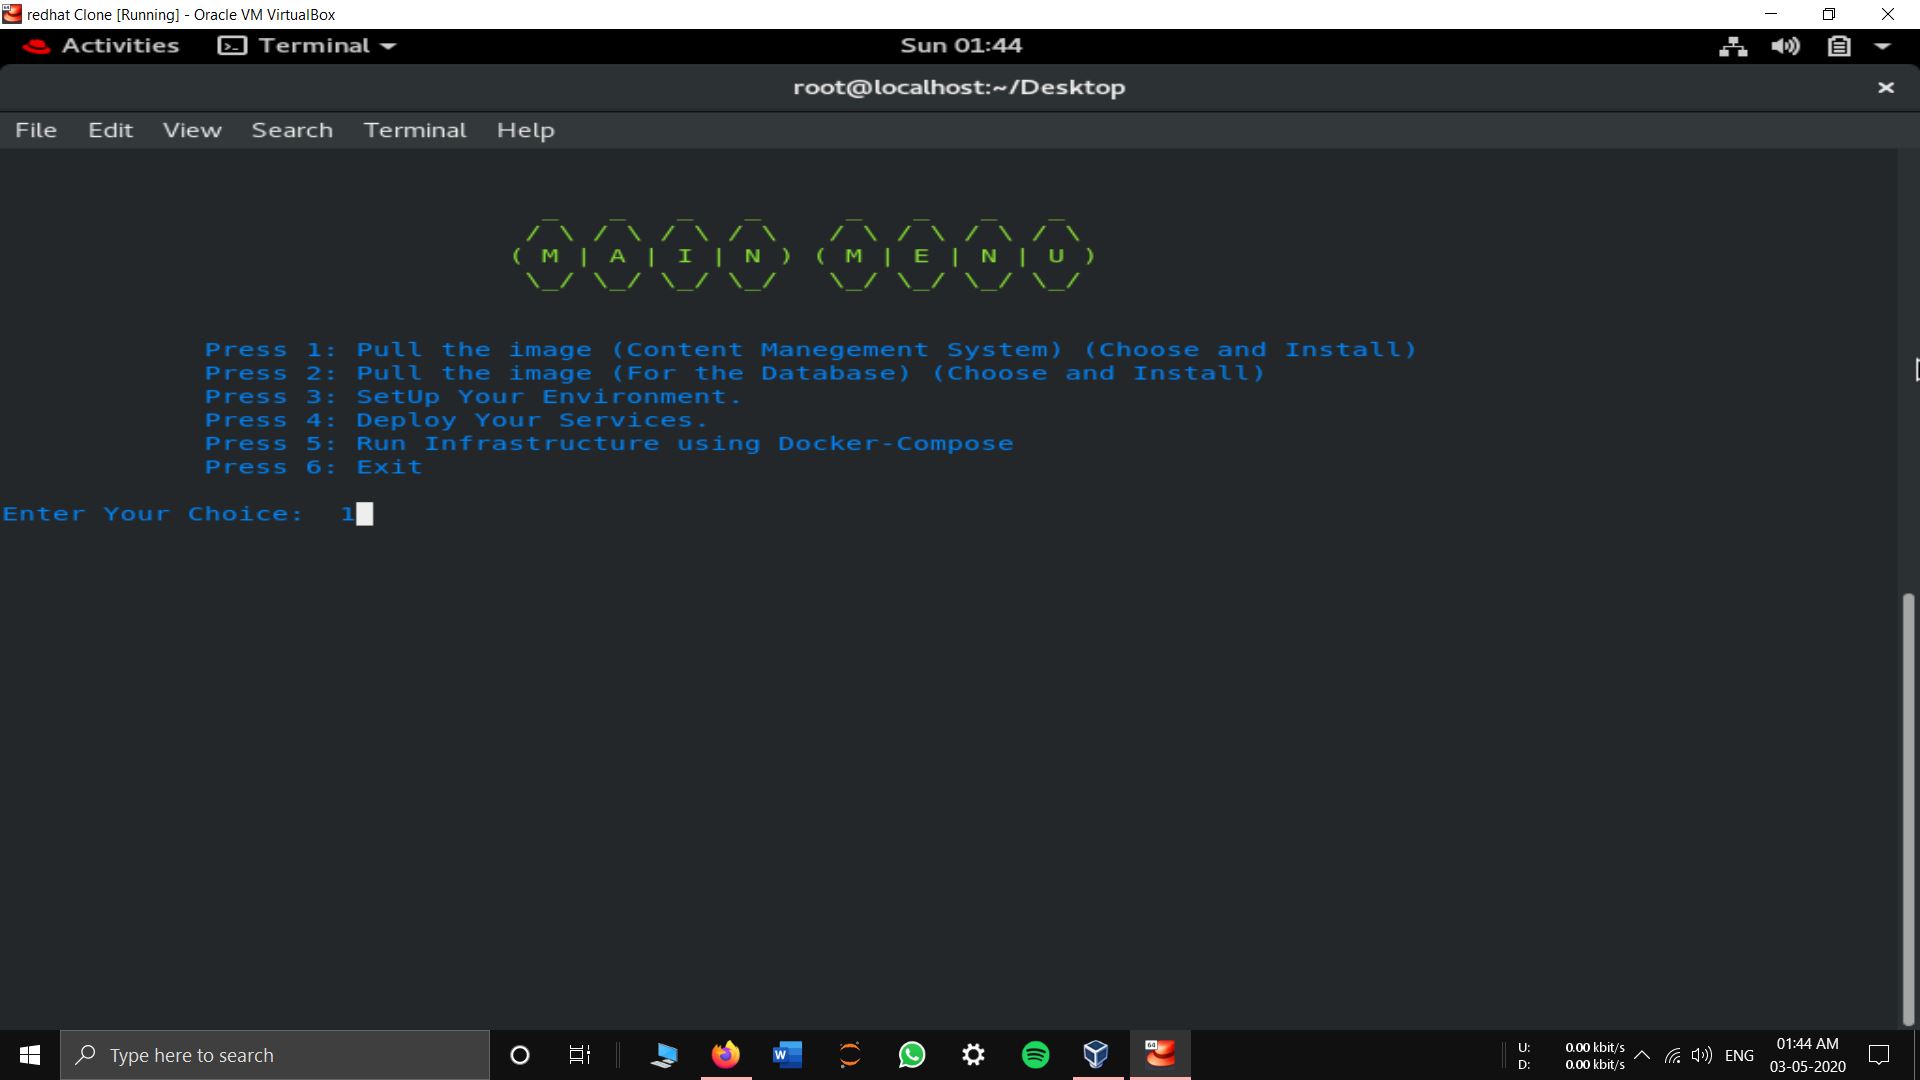 redhat Clone [Running] - Oracle VM VirtualBox
Activities Terminal Sun 01:44
root@localhost:~/Desktop
File Edit View Search Terminal Help
( M | A | I | N ) ( M | E | N | U )
Press 1: Pull the image (Content Manegement System) (Choose and Install)
Press 2: Pull the image (For the Database) (Choose and Install)
Press 3: SetUp Your Environment.
Press 4: Deploy Your Services.
Press 5: Run Infrastructure using Docker-Compose
Press 6: Exit
Enter Your Choice: 1
Type here to search
U: 0.00 kbit/s
D: 0.00 kbit/s
ENG
01:44 AM
03-05-2020